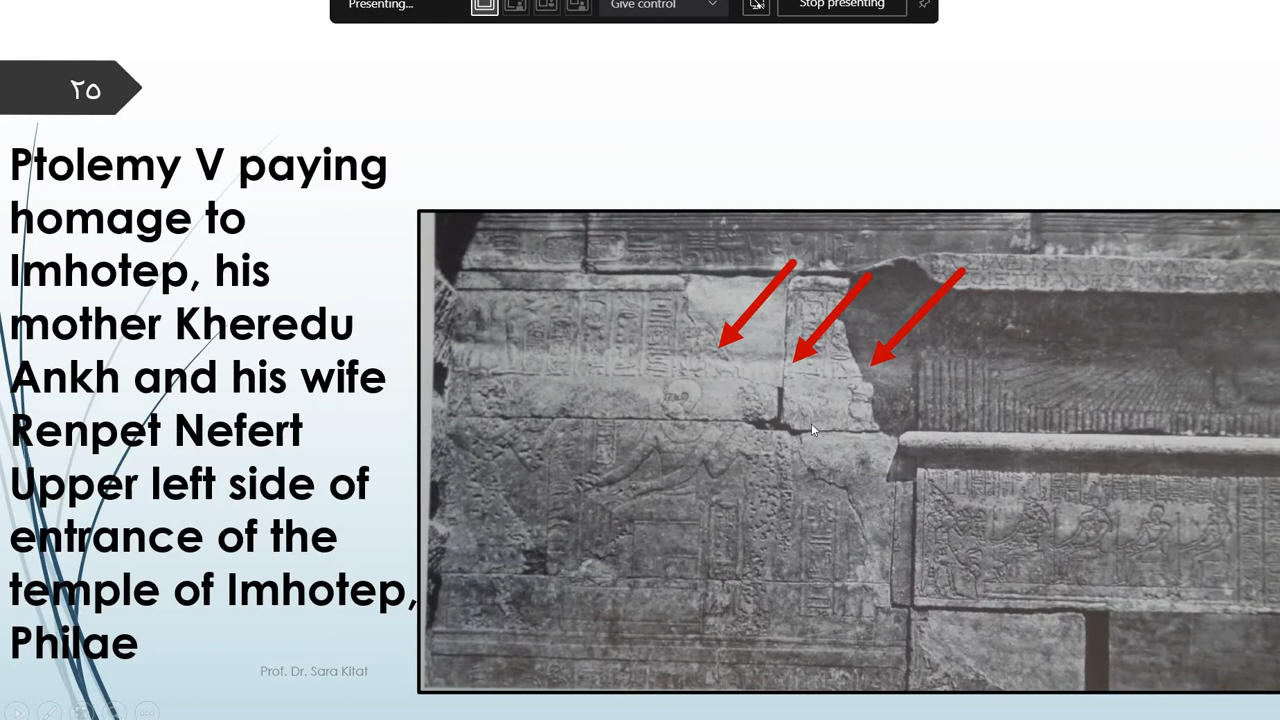 Presenting...
Give control
Stop presenting
٢٥
Ptolemy V paying
homage to
Imhotep, his
mother Kheredu
Ankh and his wife
Renpet Nefert
Upper left side of
entrance of the
temple of Imhotep,
Philae
Prof. Dr. Sara Kitat